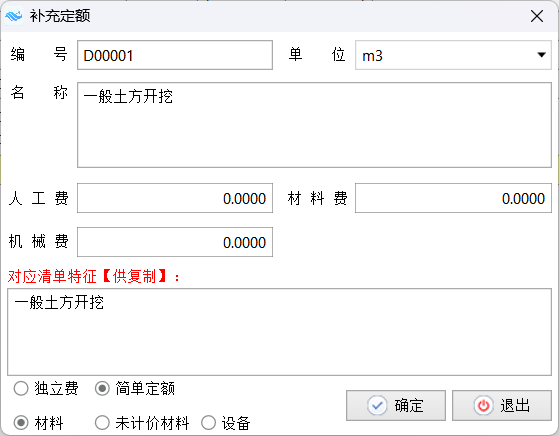 补充定额
编 号 D00001 单 位 m3
名 称 一般土方开挖
人 工 费 0.0000 材 料 费 0.0000
机 械 费 0.0000
对应清单特征【供复制】：
一般土方开挖
独立费 简单定额
材料 未计价材料 设备 确定 退出